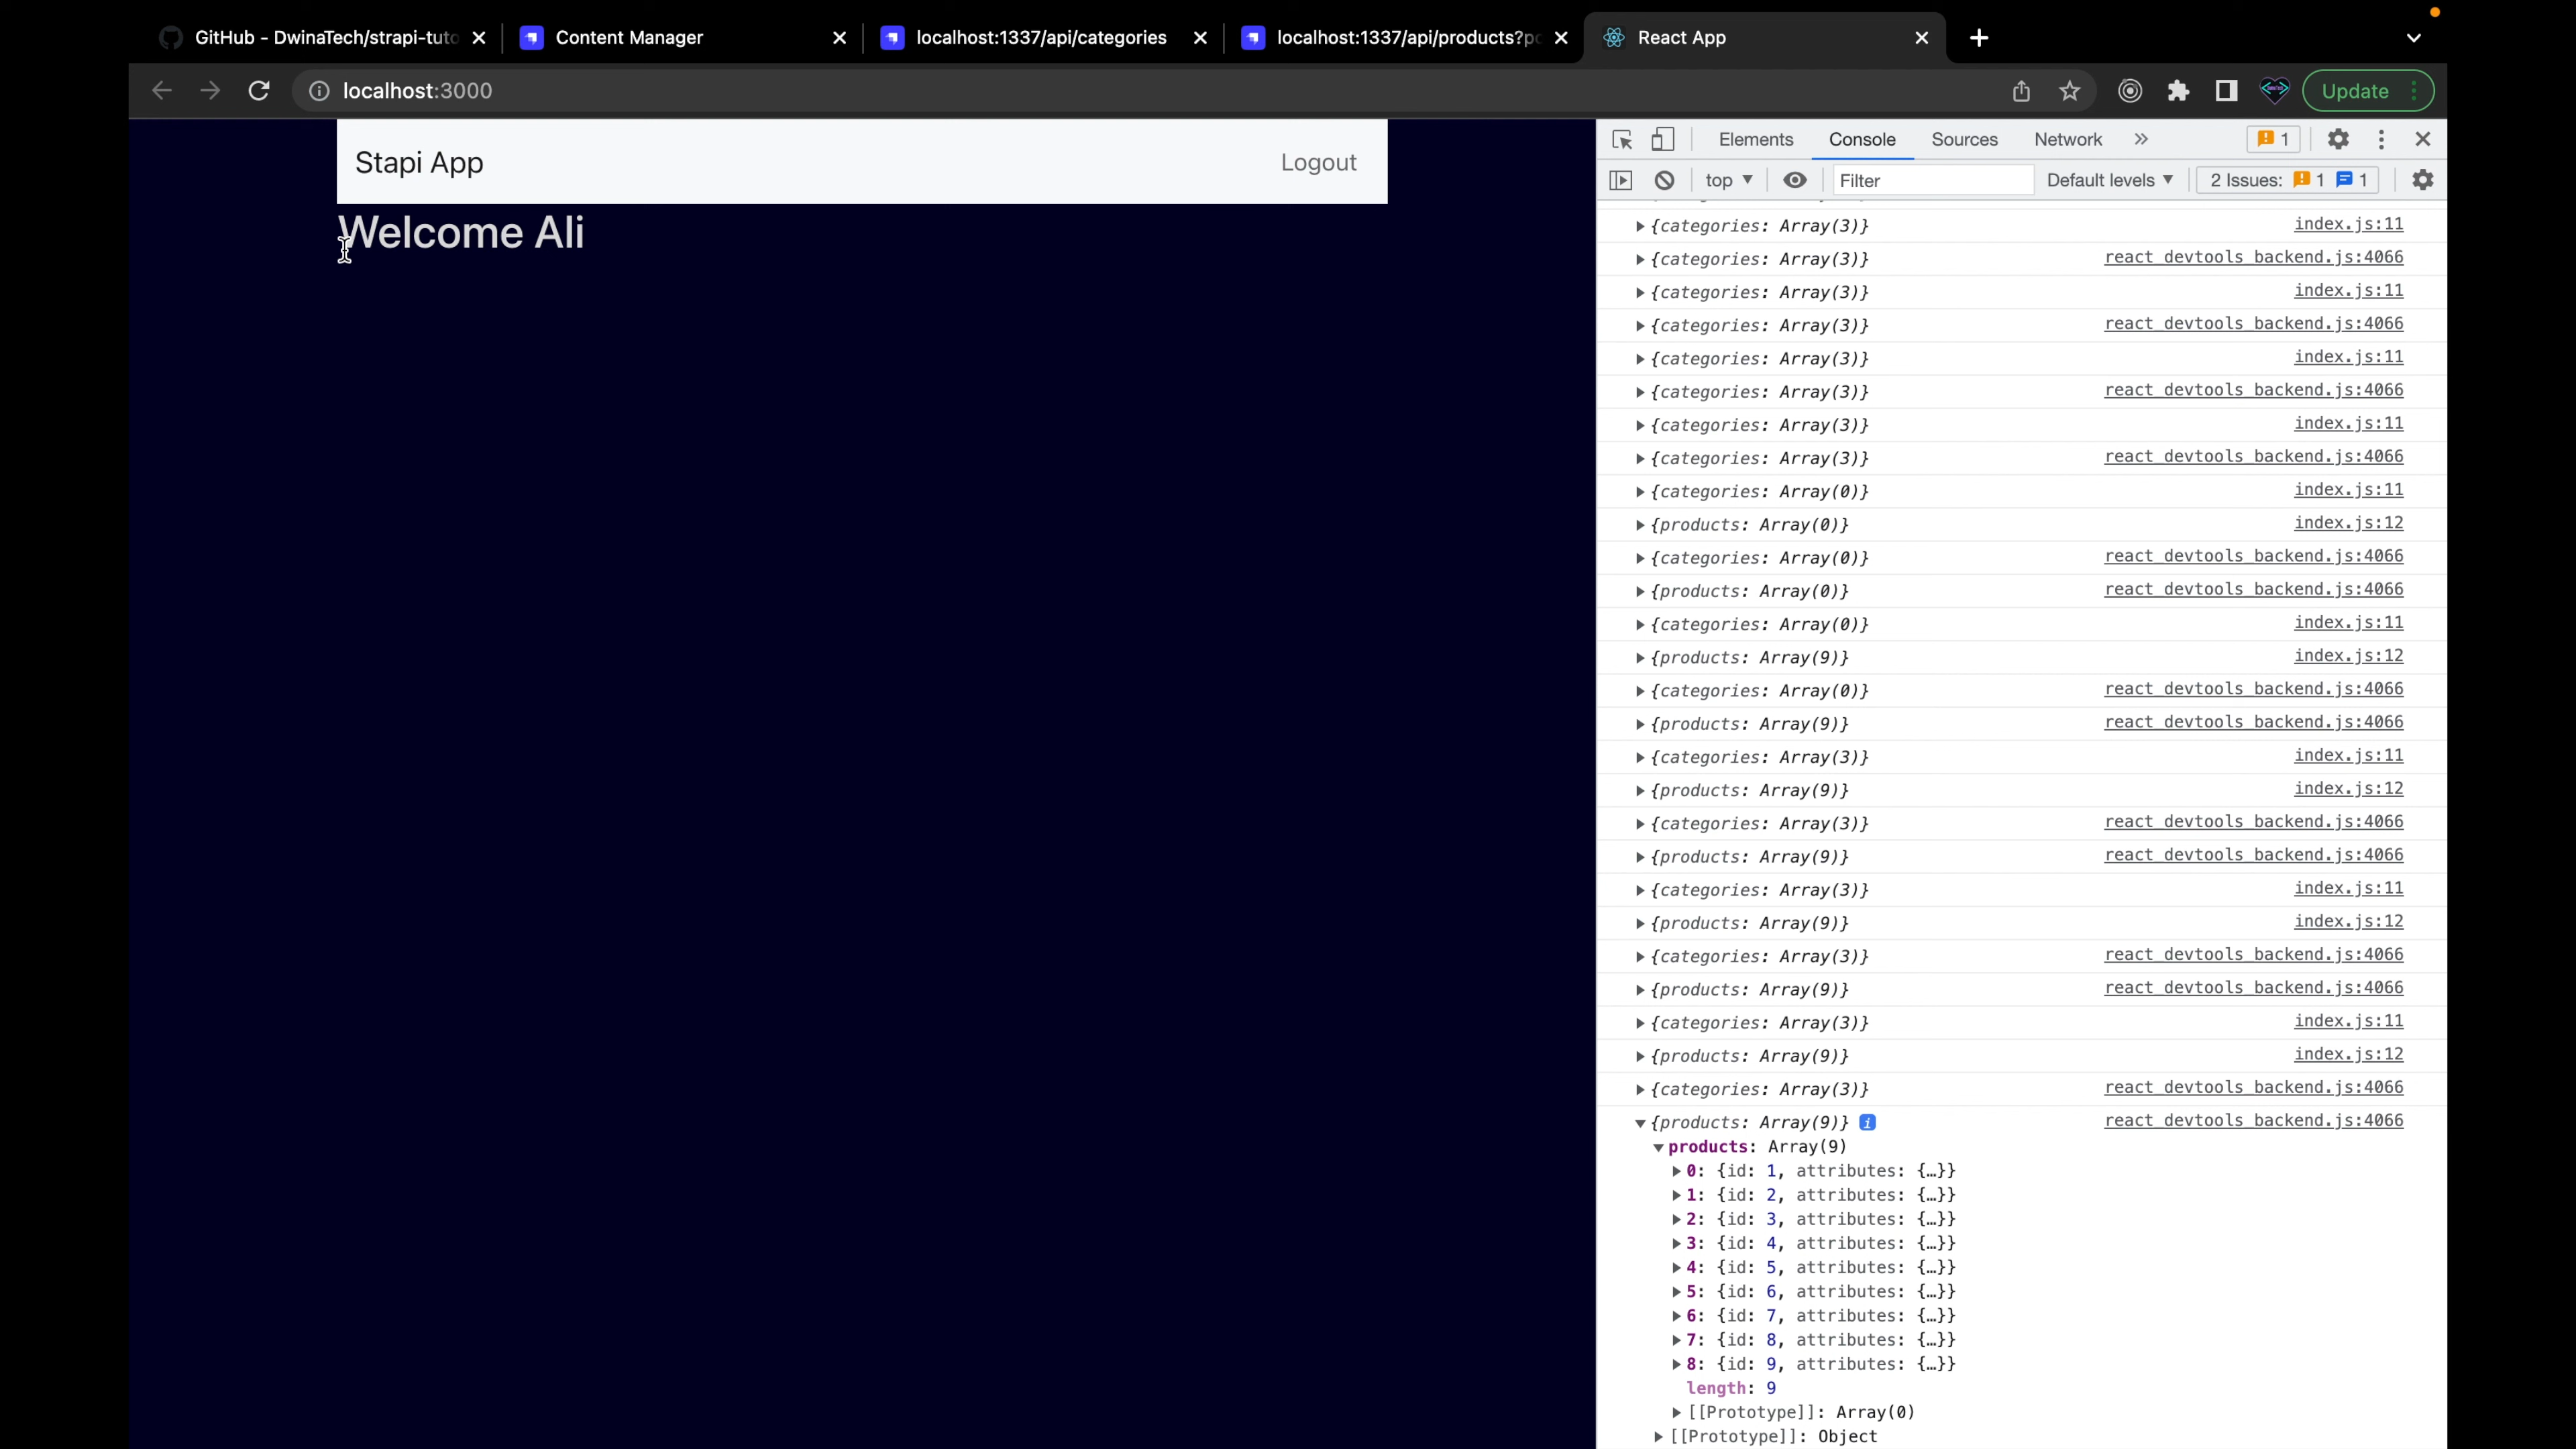 GitHub - DwinaTech/strapi-tuto
Content Manager
localhost:1337/api/categories
localhost:1337/api/products?po
React App
localhost:3000
Update
Stapi App
Logout
Welcome Ali
Elements
Console
Sources
Network
1
top
Filter
Default levels
2 Issues: 1 1
{categories: Array(3)} index.js:11
{categories: Array(3)} react_devtools_backend.js:4066
{categories: Array(3)} index.js:11
{categories: Array(3)} react_devtools_backend.js:4066
{categories: Array(3)} index.js:11
{categories: Array(3)} react_devtools_backend.js:4066
{categories: Array(3)} index.js:11
{categories: Array(3)} react_devtools_backend.js:4066
{categories: Array(0)} index.js:11
{products: Array(0)} index.js:12
{categories: Array(0)} react_devtools_backend.js:4066
{products: Array(0)} react_devtools_backend.js:4066
{categories: Array(0)} index.js:11
{products: Array(9)} index.js:12
{categories: Array(0)} react_devtools_backend.js:4066
{products: Array(9)} react_devtools_backend.js:4066
{categories: Array(3)} index.js:11
{products: Array(9)} index.js:12
{categories: Array(3)} react_devtools_backend.js:4066
{products: Array(9)} react_devtools_backend.js:4066
{categories: Array(3)} index.js:11
{products: Array(9)} index.js:12
{categories: Array(3)} react_devtools_backend.js:4066
{products: Array(9)} react_devtools_backend.js:4066
{categories: Array(3)} index.js:11
{products: Array(9)} index.js:12
{categories: Array(3)} react_devtools_backend.js:4066
{products: Array(9)} i react_devtools_backend.js:4066
products: Array(9)
0: {id: 1, attributes: {…}}
1: {id: 2, attributes: {…}}
2: {id: 3, attributes: {…}}
3: {id: 4, attributes: {…}}
4: {id: 5, attributes: {…}}
5: {id: 6, attributes: {…}}
6: {id: 7, attributes: {…}}
7: {id: 8, attributes: {…}}
8: {id: 9, attributes: {…}}
length: 9
[[Prototype]]: Array(0)
[[Prototype]]: Object